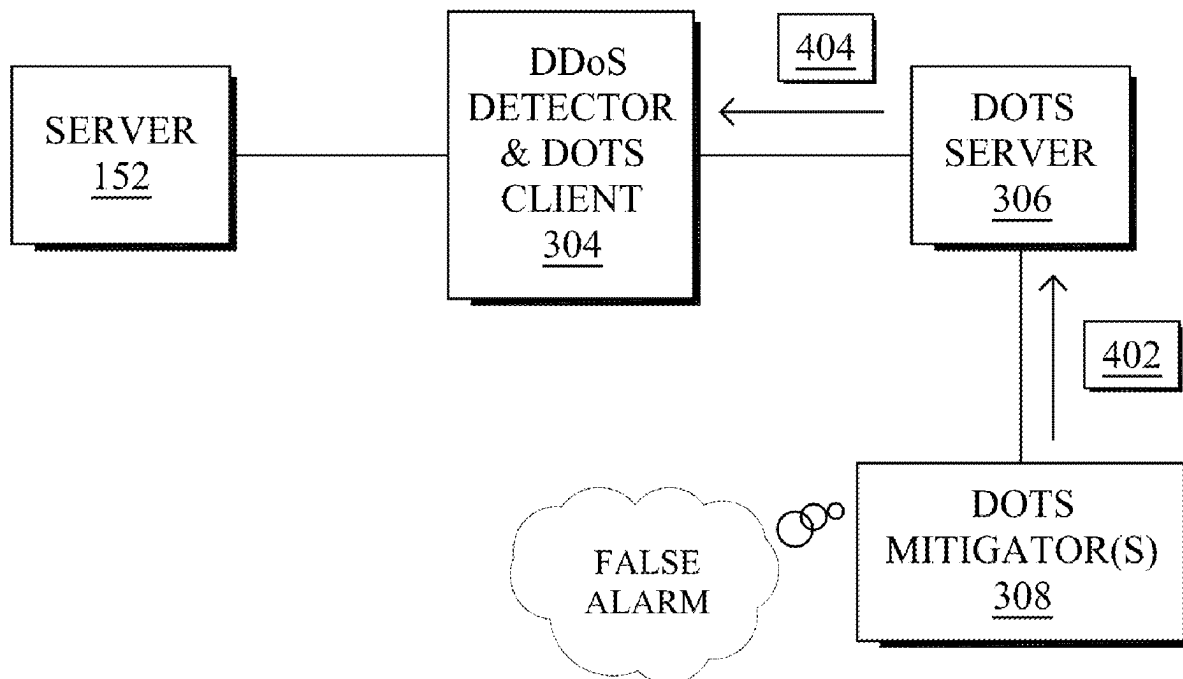 SERVER
152
DDoS
DETECTOR
& DOTS
CLIENT
304
404
DOTS
SERVER
306
402
DOTS
MITIGATOR(S)
308
FALSE
ALARM